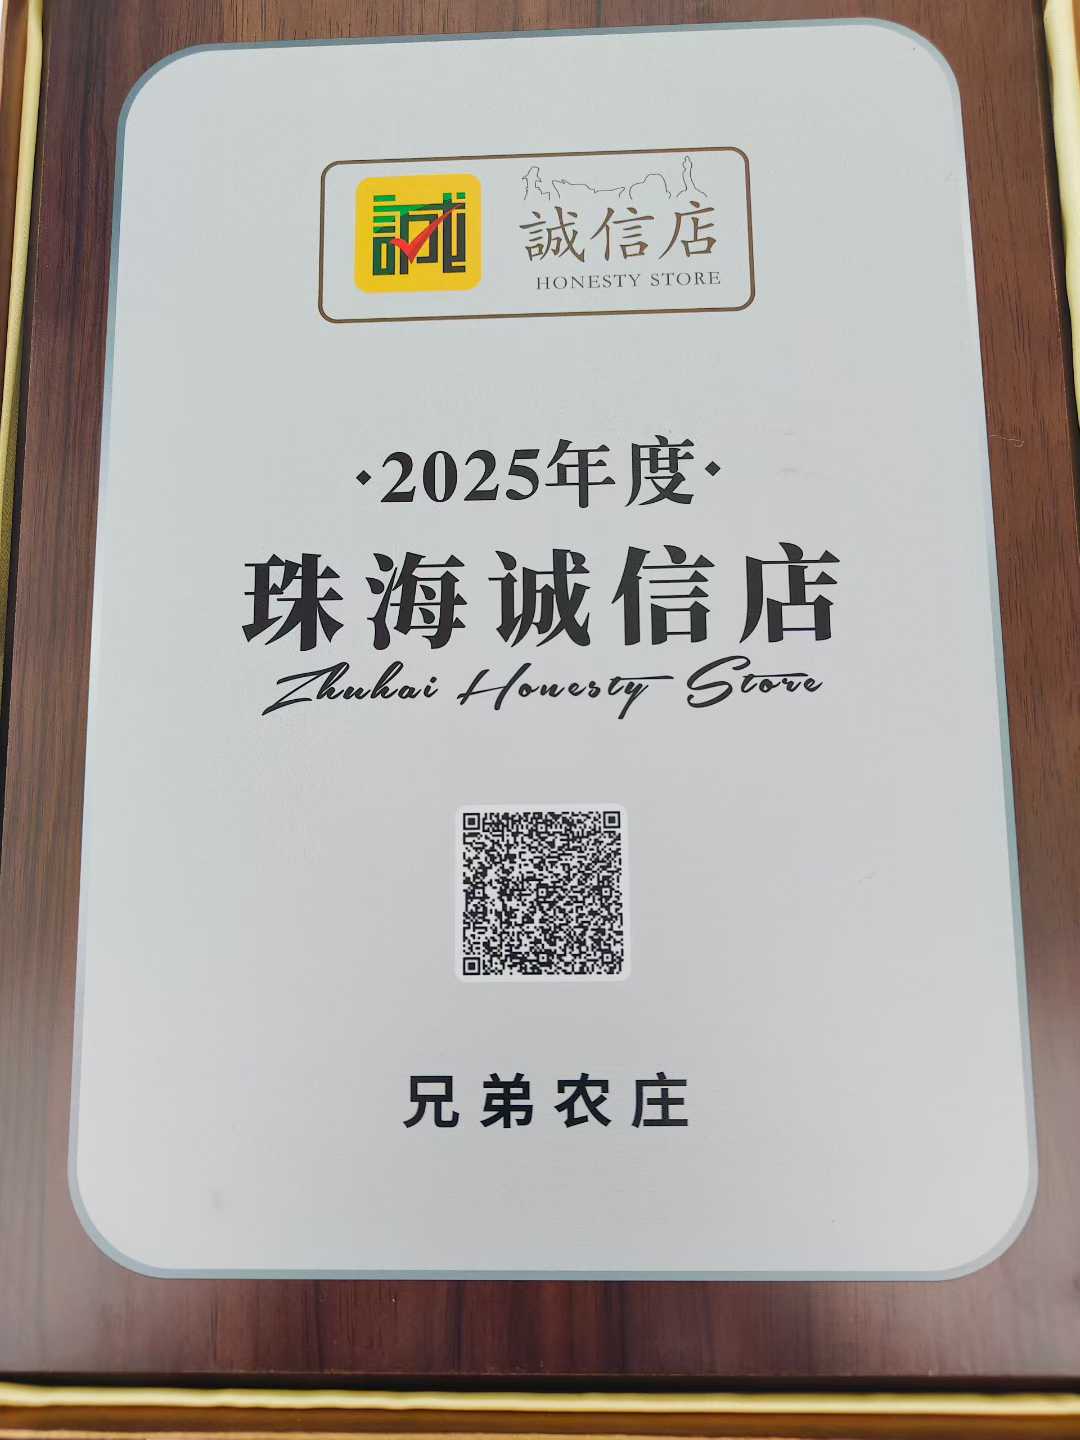 誠
誠信店
HONESTY STORE
·2025年度·
珠海诚信店
Zhuhai Honesty Store
兄弟农庄